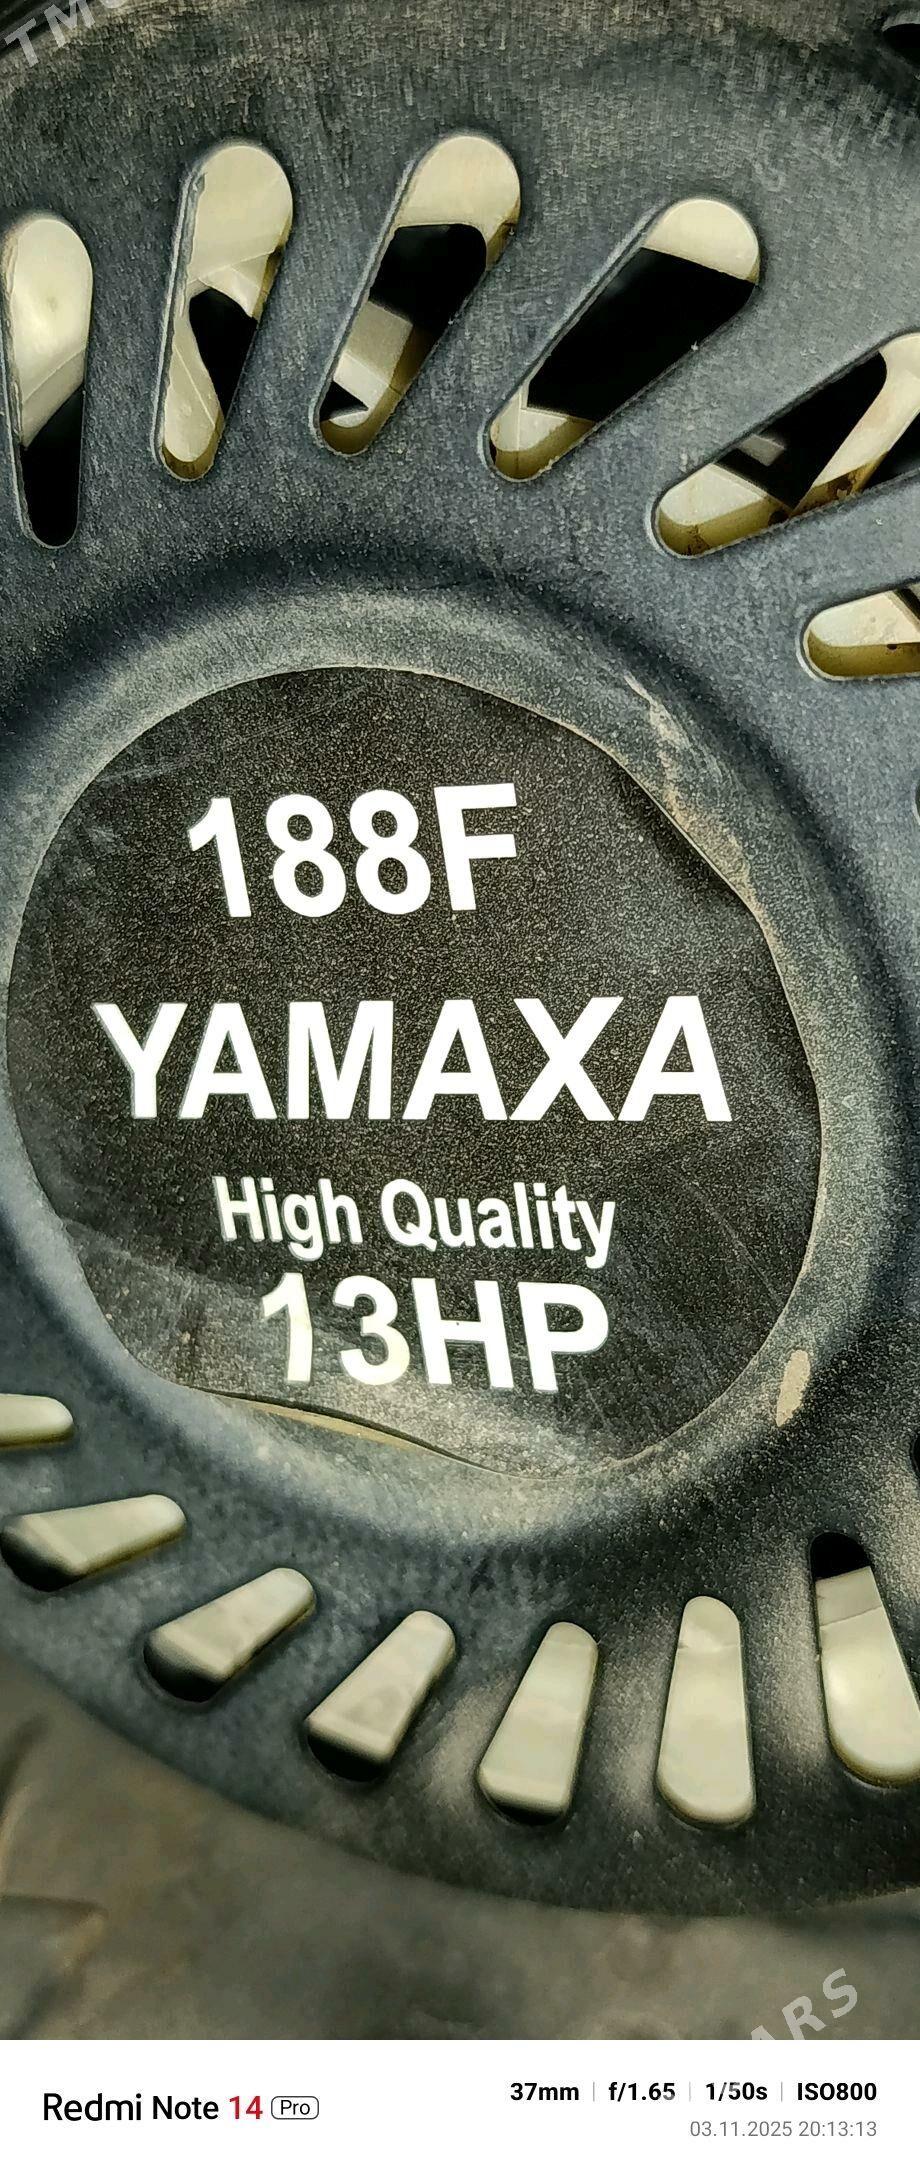 188F
YAMAXA
High Quality
13HP
Redmi Note 14 Pro
37mm | f/1.65 | 1/50s | ISO800
03.11.2025 20:13:13